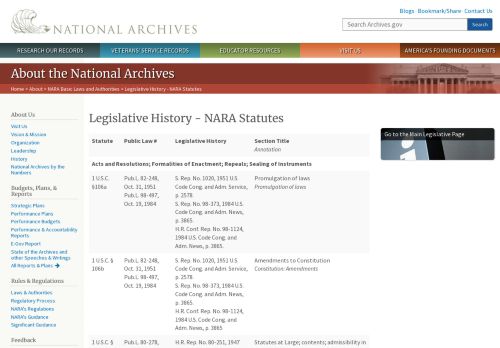 Blogs · Bookmark/Share · Contact Us
NATIONAL ARCHIVES
Search Archives.gov
Search
RESEARCH OUR RECORDS
VETERANS' SERVICE RECORDS
EDUCATOR RESOURCES
VISIT US
AMERICA'S FOUNDING DOCUMENTS
About the National Archives
Home > About > NARA Basic Laws and Authorities > Legislative History - NARA Statutes
About Us
Visit Us
Vision & Mission
Organization
Leadership
History
National Archives by the
Numbers
Budgets, Plans, &
Reports
Strategic Plans
Performance Plans
Performance Budgets
Performance & Accountability
Reports
E-Gov Report
State of the Archives and
other Speeches & Writings
All Reports & Plans →
Rules & Regulations
Laws & Authorities
Regulatory Process
NARA's Regulations
NARA's Guidance
Significant Guidance
Feedback
Legislative History - NARA Statutes
Statute Public Law # Legislative History Section Title
Annotation
Acts and Resolutions; Formalities of Enactment; Repeals; Sealing of Instruments
1 U.S.C. Pub.L. 82-248, S. Rep. No. 1020, 1951 U.S. Promulgation of laws
§106a Oct. 31, 1951 Code Cong. and Adm. Service, Promulgation of laws
Pub.L. 98-497, p. 2578
Oct. 19, 1984 S. Rep. No. 98-373, 1984 U.S.
Code Cong. and Adm. News,
p. 3865.
H.R. Conf. Rep. No. 98-1124,
1984 U.S. Code Cong. and
Adm. News, p. 3865.
1 U.S.C. § Pub.L. 82-248, S. Rep. No. 1020, 1951 U.S. Amendments to Constitution
106b Oct. 31, 1951 Code Cong. and Adm. Service, Constitution: Amendments
Pub.L. 98-497, p. 2578
Oct. 19, 1984 S. Rep. No. 98-373, 1984 U.S.
Code Cong. and Adm. News,
p. 3865.
H.R. Conf. Rep. No. 98-1124,
1984 U.S. Code Cong. and
Adm. News, p. 3865
1 U.S.C. § Pub.L. 80-278, H.R. Rep. No. 80-251, 1947 Statutes at Large; contents; admissibility in
Go to the Main Legislative Page